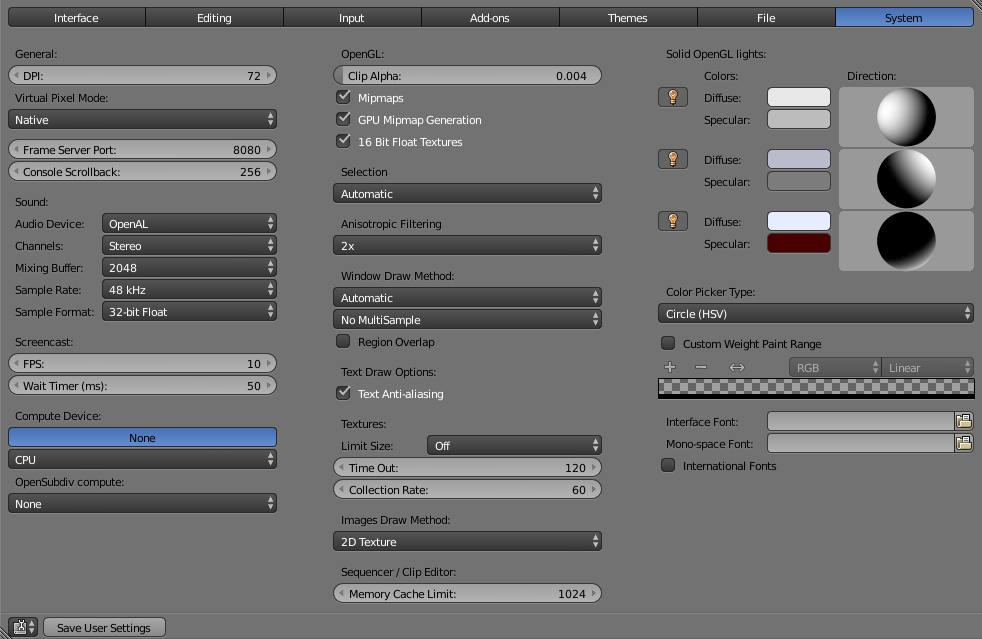 Interface Editing Input Add-ons Themes File System
General:
DPI: 72
Virtual Pixel Mode:
Native
Frame Server Port: 8080
Console Scrollback: 256
Sound:
Audio Device: OpenAL
Channels: Stereo
Mixing Buffer: 2048
Sample Rate: 48 kHz
Sample Format: 32-bit Float
Screencast:
FPS: 10
Wait Timer (ms): 50
Compute Device:
None
CPU
OpenSubdiv compute:
None
OpenGL:
Clip Alpha: 0.004
Mipmaps
GPU Mipmap Generation
16 Bit Float Textures
Selection
Automatic
Anisotropic Filtering
2x
Window Draw Method:
Automatic
No MultiSample
Region Overlap
Text Draw Options:
Text Anti-aliasing
Textures:
Limit Size: Off
Time Out: 120
Collection Rate: 60
Images Draw Method:
2D Texture
Sequencer / Clip Editor:
Memory Cache Limit: 1024
Solid OpenGL lights:
Colors: Direction:
Diffuse:
Specular:
Diffuse:
Specular:
Diffuse:
Specular:
Color Picker Type:
Circle (HSV)
Custom Weight Paint Range
RGB Linear
Interface Font:
Mono-space Font:
International Fonts
Save User Settings